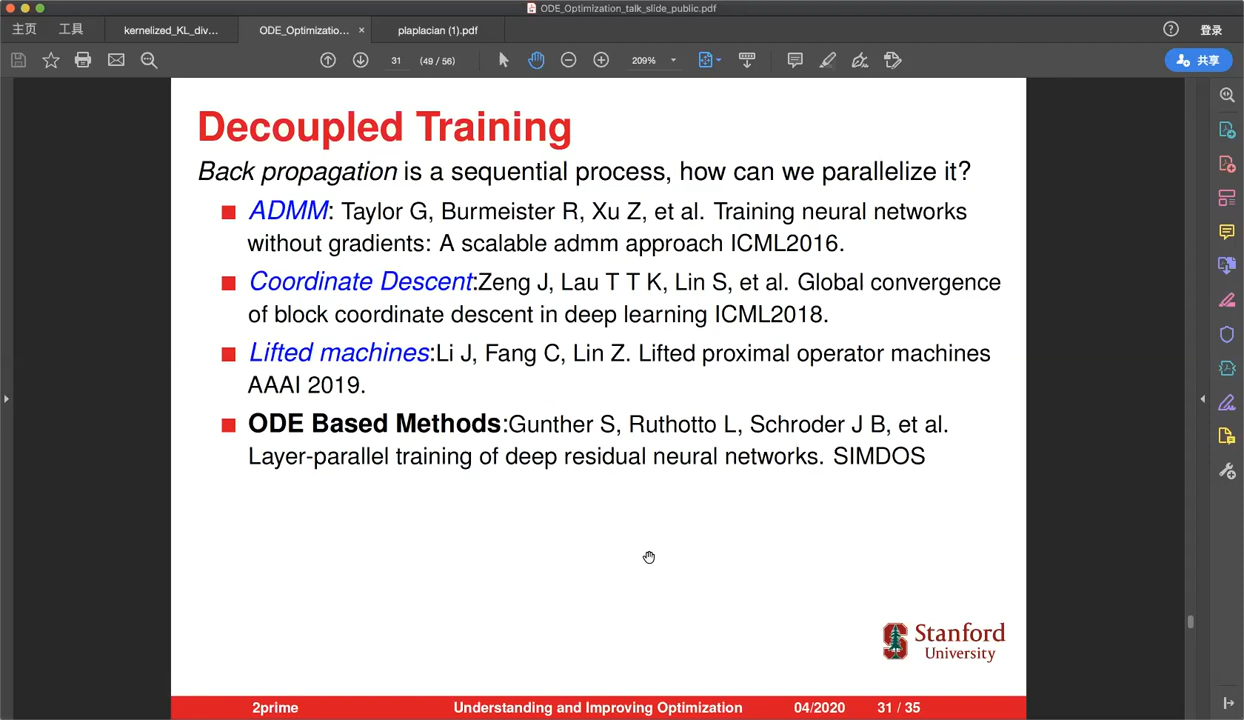 ODE_Optimization_talk_slide_public.pdf
主页 工具 kernelized_KL_div... ODE_Optimizatio... × plaplacian (1).pdf ? 登录
31 (49 / 56) 209% 共享
Decoupled Training
Back propagation is a sequential process, how can we parallelize it?
ADMM: Taylor G, Burmeister R, Xu Z, et al. Training neural networks
without gradients: A scalable admm approach ICML2016.
Coordinate Descent:Zeng J, Lau T T K, Lin S, et al. Global convergence
of block coordinate descent in deep learning ICML2018.
Lifted machines:Li J, Fang C, Lin Z. Lifted proximal operator machines
AAAI 2019.
ODE Based Methods:Gunther S, Ruthotto L, Schroder J B, et al.
Layer-parallel training of deep residual neural networks. SIMDOS
Stanford
University
2prime Understanding and Improving Optimization 04/2020 31 / 35